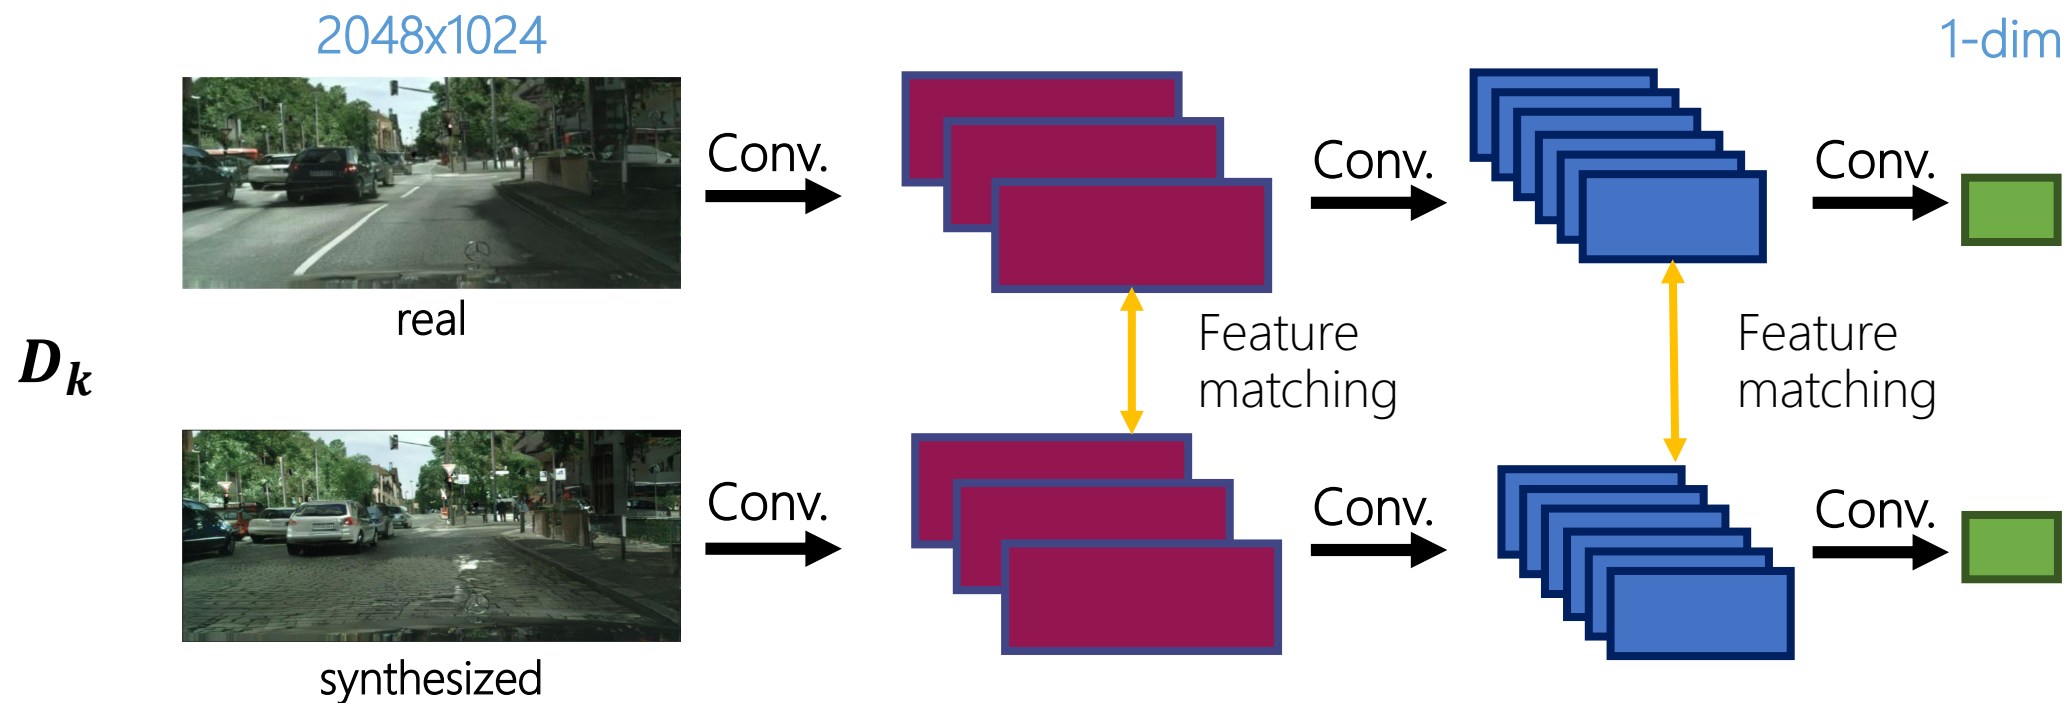 2048x1024
1-dim
Conv.
Conv.
Conv.
real
Feature
matching
Feature
matching
D_k
Conv.
Conv.
Conv.
synthesized